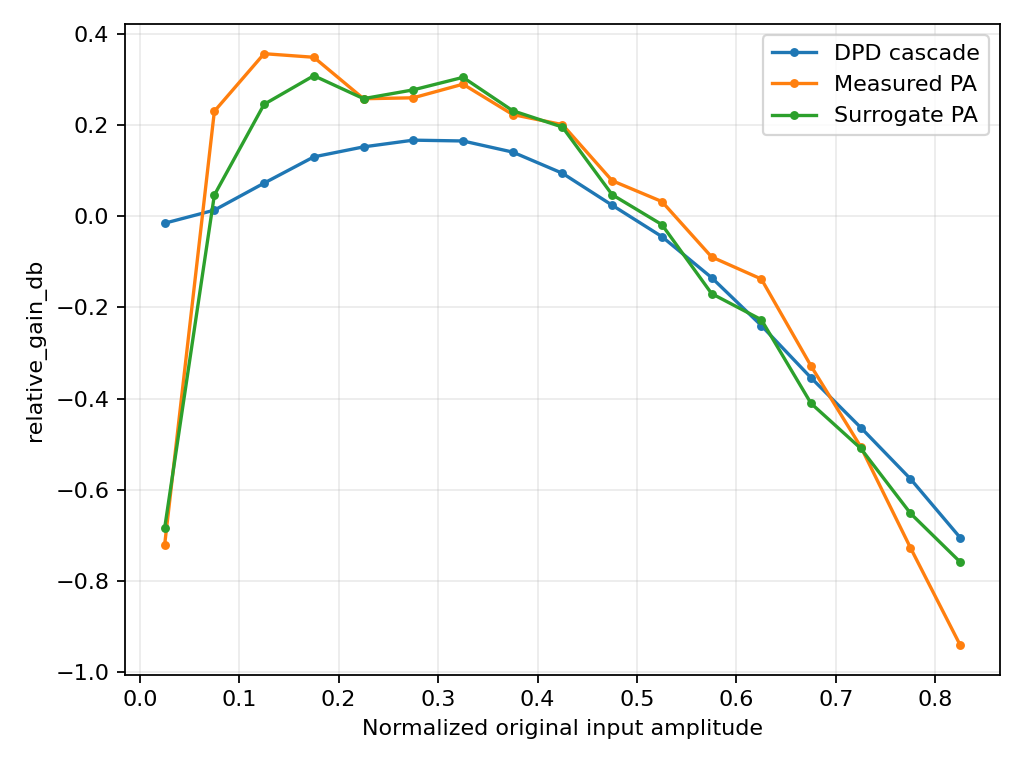 0.4
0.2
0.0
−0.2
−0.4
−0.6
−0.8
−1.0
relative_gain_db
DPD cascade
Measured PA
Surrogate PA
0.0 0.1 0.2 0.3 0.4 0.5 0.6 0.7 0.8
Normalized original input amplitude